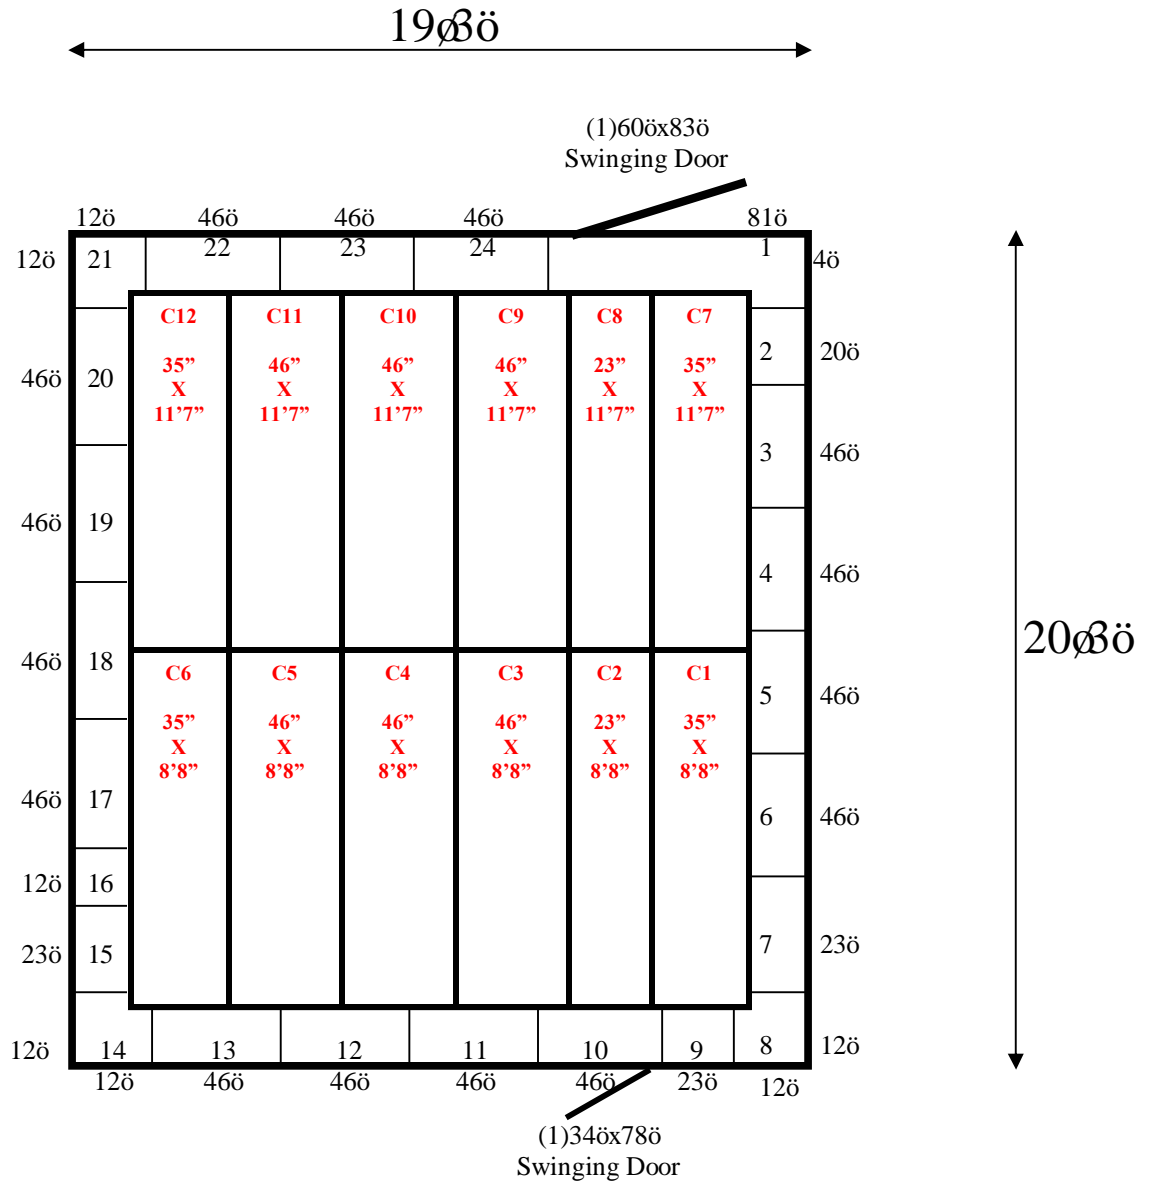 19ø3ö
(1)60öx83ö
Swinging Door
12ö 46ö 46ö 46ö 81ö
12ö 21 22 23 24 1 4ö
C12 C11 C10 C9 C8 C7
35” 46” 46” 46” 23” 35”
X X X X X X
11’7” 11’7” 11’7” 11’7” 11’7” 11’7”
2 20ö
46ö 20
3 46ö
46ö 19
4 46ö
20ø3ö
46ö 18
C6 C5 C4 C3 C2 C1
35” 46” 46” 46” 23” 35”
X X X X X X
8’8” 8’8” 8’8” 8’8” 8’8” 8’8”
5 46ö
46ö 17
6 46ö
12ö 16
23ö 15
7 23ö
12ö 14 13 12 11 10 9 8 12ö
12ö 46ö 46ö 46ö 46ö 23ö 12ö
(1)34öx78ö
Swinging Door